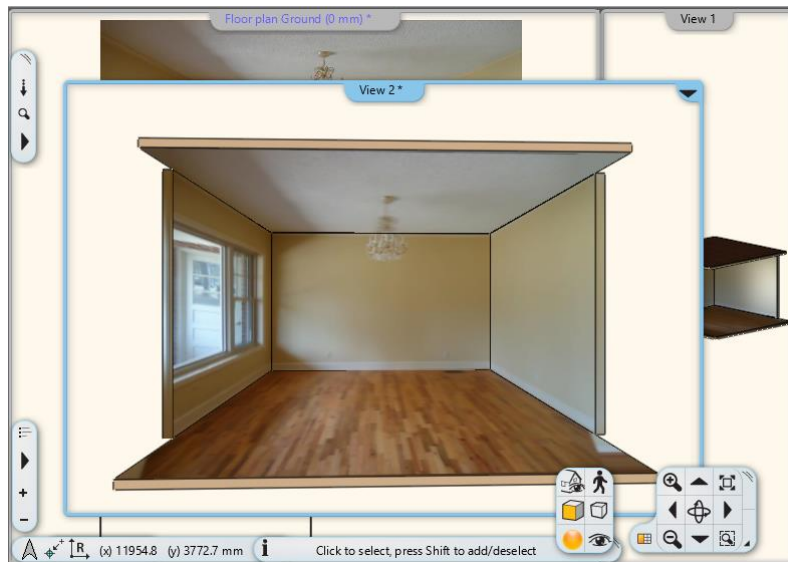 Floor plan Ground (0 mm) *
View 1
View 2 *
R
(x) 11954.8 (y) 3772.7 mm
i
Click to select, press Shift to add/deselect